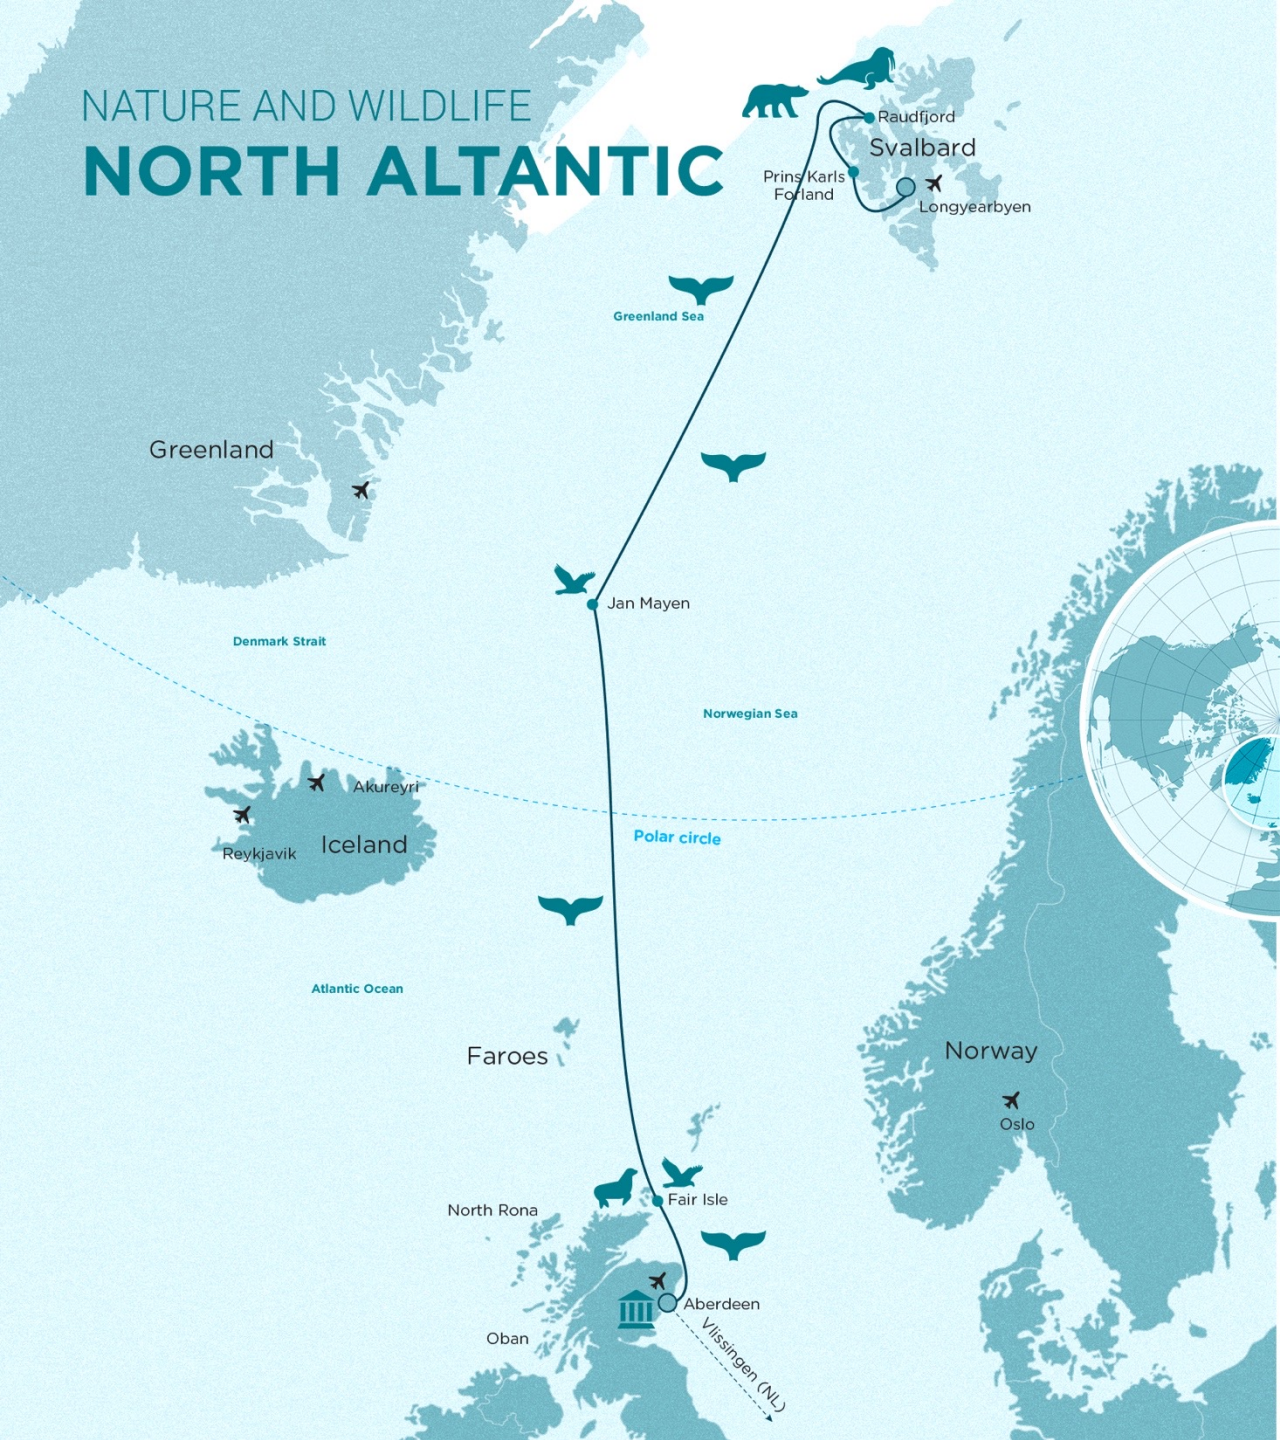 NATURE AND WILDLIFE
NORTH ALTANTIC
Raudfjord
Svalbard
Prins Karls
Forland
Longyearbyen
Greenland Sea
Greenland
Jan Mayen
Denmark Strait
Norwegian Sea
Akureyri
Polar circle
Iceland
Reykjavik
Atlantic Ocean
Faroes
Norway
Oslo
Fair Isle
North Rona
Aberdeen
Vlissingen (NL)
Oban